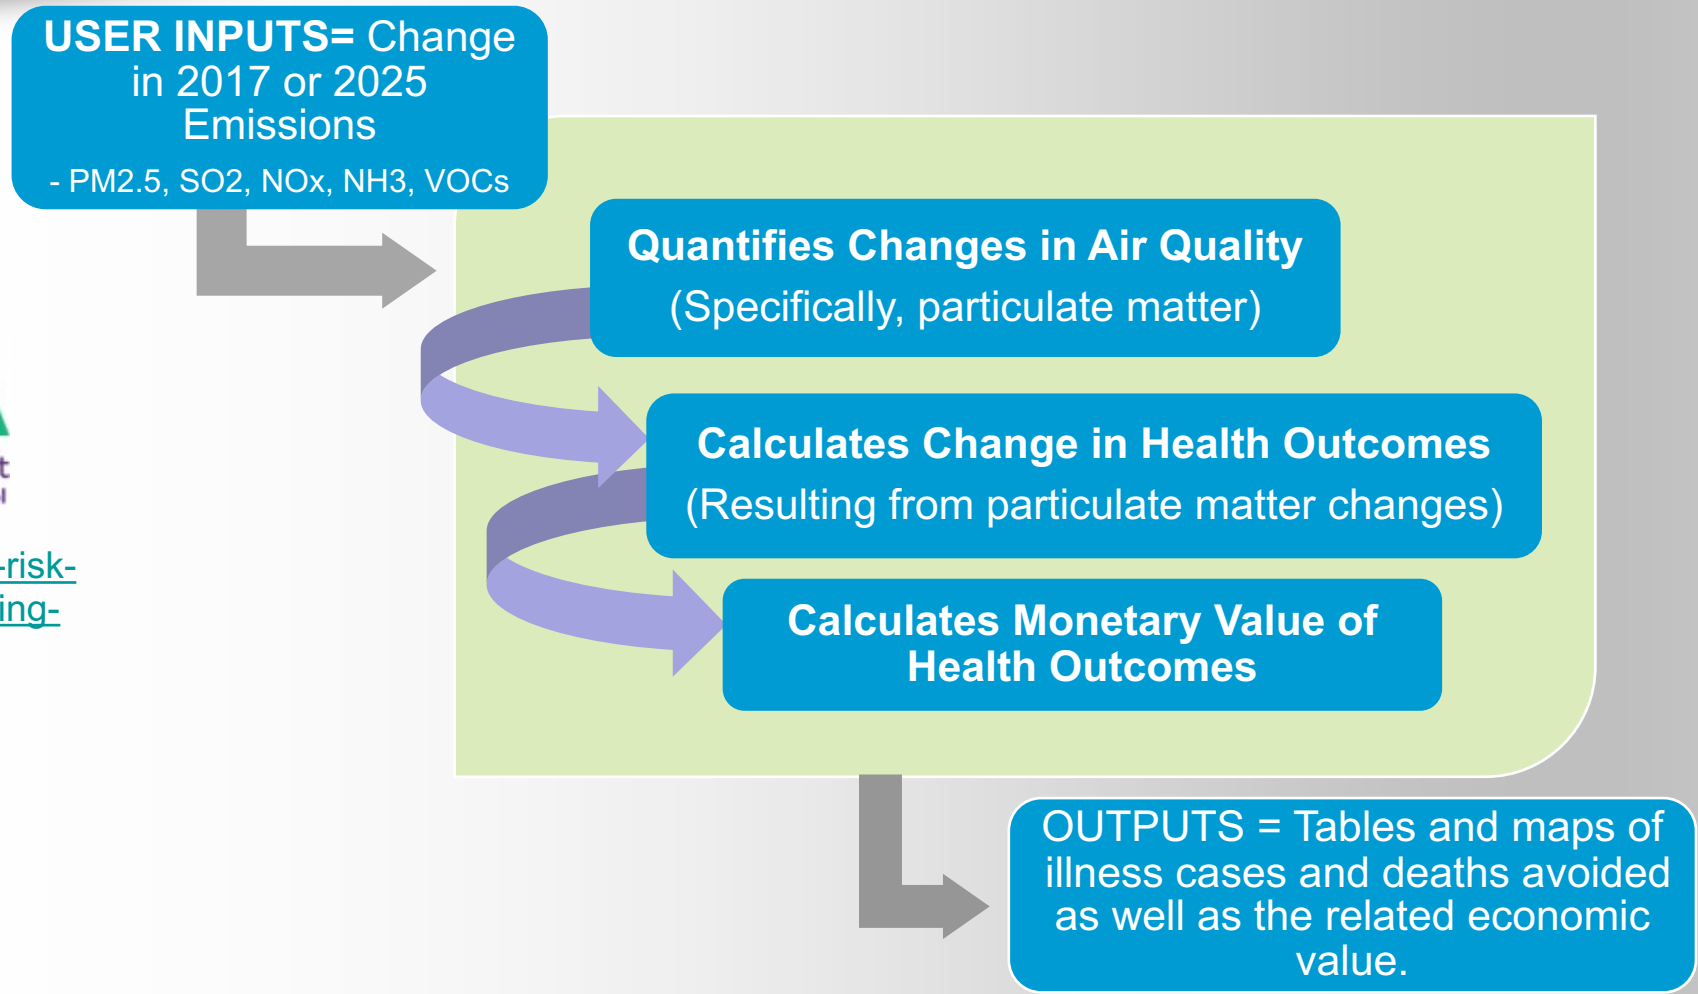 USER INPUTS= Change
in 2017 or 2025
Emissions
- PM2.5, SO2, NOx, NH3, VOCs
Quantifies Changes in Air Quality
(Specifically, particulate matter)
Calculates Change in Health Outcomes
(Resulting from particulate matter changes)
-risk-
ing-
Calculates Monetary Value of
Health Outcomes
OUTPUTS = Tables and maps of
illness cases and deaths avoided
as well as the related economic
value.